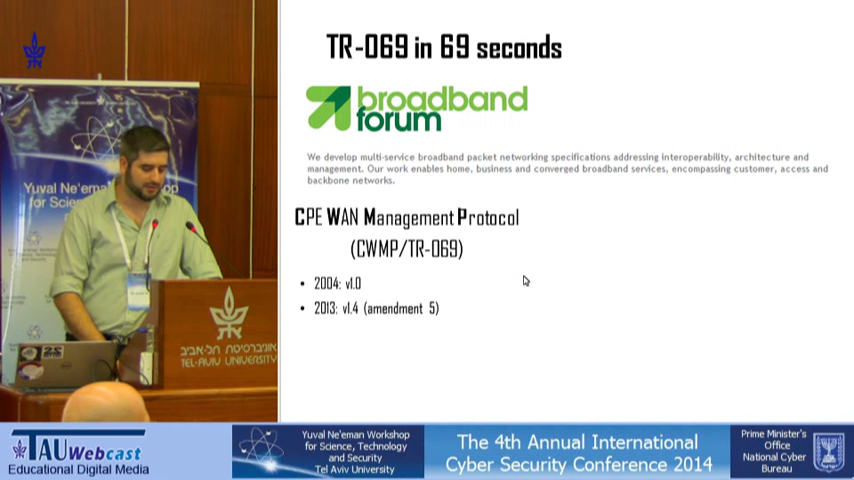 TR-069 in 69 seconds
broadband
forum
We develop multi-service broadband packet networking specifications addressing interoperability, architecture and
management. Our work enables home, business and converged broadband services, encompassing customer, access and
backbone networks.
CPE WAN Management Protocol
(CWMP/TR-069)
• 2004: v1.0
• 2013: v1.4 (amendment 5)
Yuval Ne'eman
אוניברסיטת תל-אביב
TEL-AVIV UNIVERSITY
TAU Webcast
Educational Digital Media
Yuval Ne'eman Workshop
for Science, Technology
and Security
Tel Aviv University
The 4th Annual International
Cyber Security Conference 2014
Prime Minister's
Office
National Cyber
Bureau